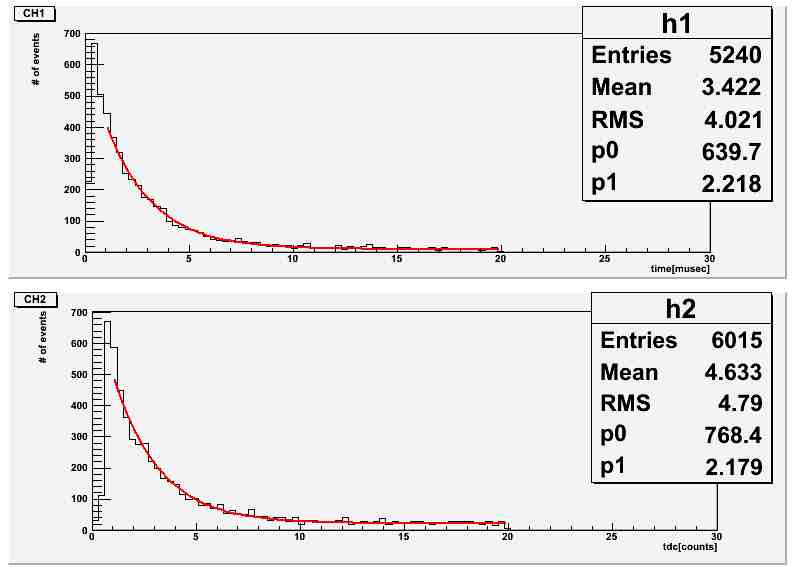 CH1
# of events
700
600
500
400
300
200
100
0
0 5 10 15 20 25 30
time[musec]
h1
Entries 5240
Mean 3.422
RMS 4.021
p0 639.7
p1 2.218
CH2
# of events
700
600
500
400
300
200
100
0
0 5 10 15 20 25 30
tdc[counts]
h2
Entries 6015
Mean 4.633
RMS 4.79
p0 768.4
p1 2.179